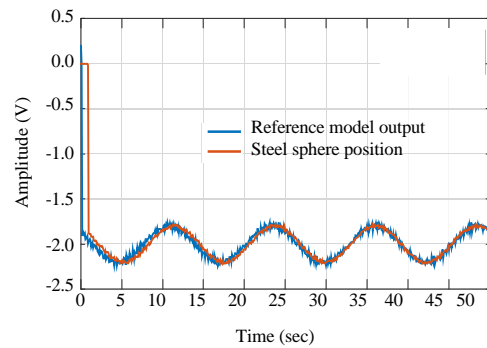 0.5
0.0
-0.5
-1.0
-1.5
-2.0
-2.5
Amplitude (V)
Reference model output
Steel sphere position
0 5 10 15 20 25 30 35 40 45 50
Time (sec)